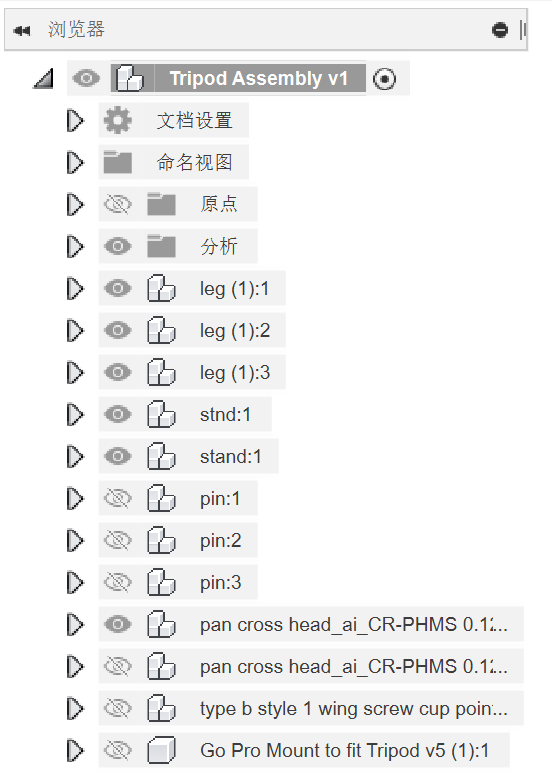 浏览器
Tripod Assembly v1
文档设置
命名视图
原点
分析
leg (1):1
leg (1):2
leg (1):3
stnd:1
stand:1
pin:1
pin:2
pin:3
pan cross head_ai_CR-PHMS 0.12...
pan cross head_ai_CR-PHMS 0.12...
type b style 1 wing screw cup poin...
Go Pro Mount to fit Tripod v5 (1):1